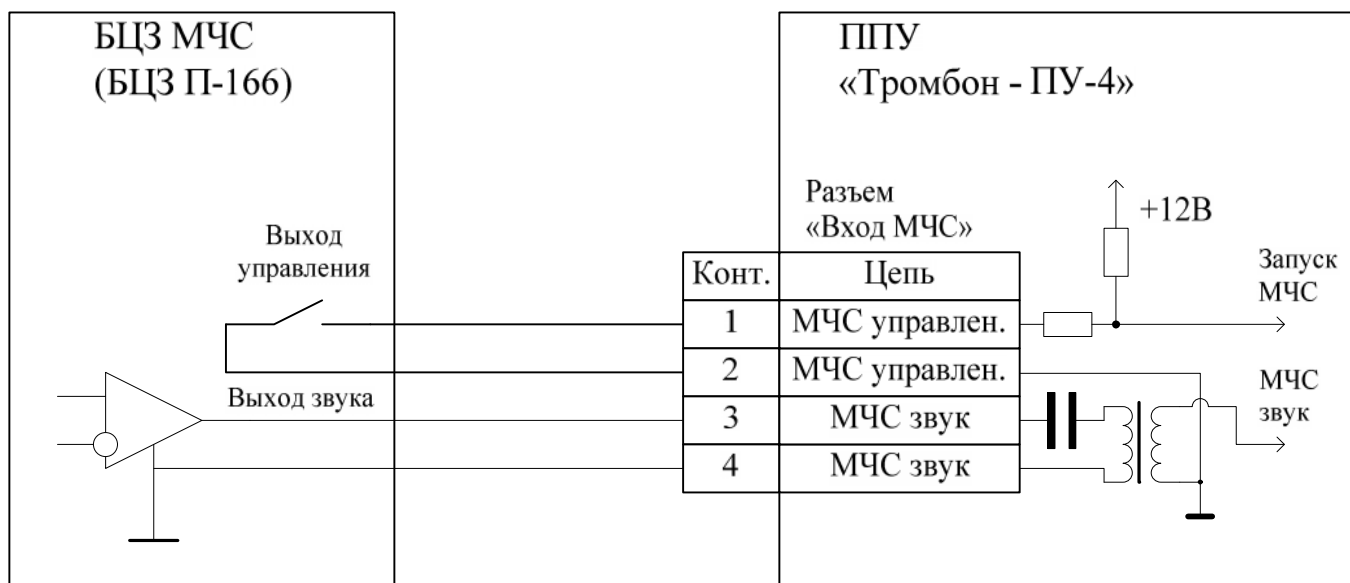 БЦЗ МЧС
(БЦЗ П-166)
ППУ
«Тромбон - ПУ-4»
Разъем
«Вход МЧС»
+12В
Выход
управления
Запуск
МЧС
Конт. Цепь
1 МЧС управлен.
2 МЧС управлен.
Выход звука
МЧС
звук
3 МЧС звук
4 МЧС звук